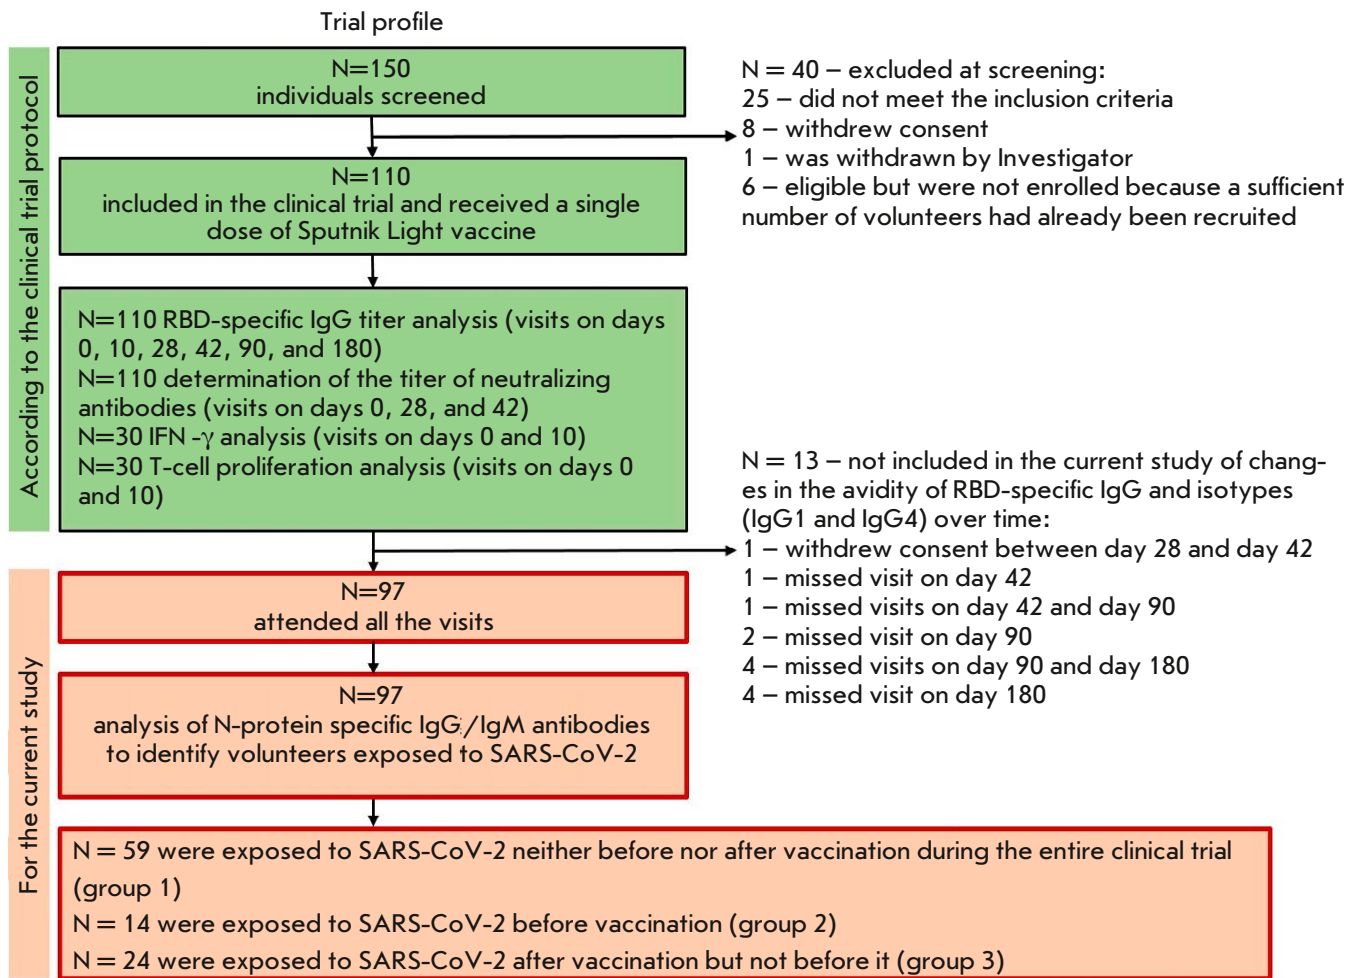 Trial profile
According to the clinical trial protocol
N=150
individuals screened
N = 40 – excluded at screening:
25 – did not meet the inclusion criteria
8 – withdrew consent
1 – was withdrawn by Investigator
6 – eligible but were not enrolled because a sufficient
number of volunteers had already been recruited
N=110
included in the clinical trial and received a single
dose of Sputnik Light vaccine
N=110 RBD-specific IgG titer analysis (visits on days
0, 10, 28, 42, 90, and 180)
N=110 determination of the titer of neutralizing
antibodies (visits on days 0, 28, and 42)
N=30 IFN -γ analysis (visits on days 0 and 10)
N=30 T-cell proliferation analysis (visits on days 0
and 10)
N = 13 – not included in the current study of chang-
es in the avidity of RBD-specific IgG and isotypes
(IgG1 and IgG4) over time:
1 – withdrew consent between day 28 and day 42
1 – missed visit on day 42
1 – missed visits on day 42 and day 90
2 – missed visit on day 90
4 – missed visits on day 90 and day 180
4 – missed visit on day 180
For the current study
N=97
attended all the visits
N=97
analysis of N-protein specific IgG/IgM antibodies
to identify volunteers exposed to SARS-CoV-2
N = 59 were exposed to SARS-CoV-2 neither before nor after vaccination during the entire clinical trial
(group 1)
N = 14 were exposed to SARS-CoV-2 before vaccination (group 2)
N = 24 were exposed to SARS-CoV-2 after vaccination but not before it (group 3)